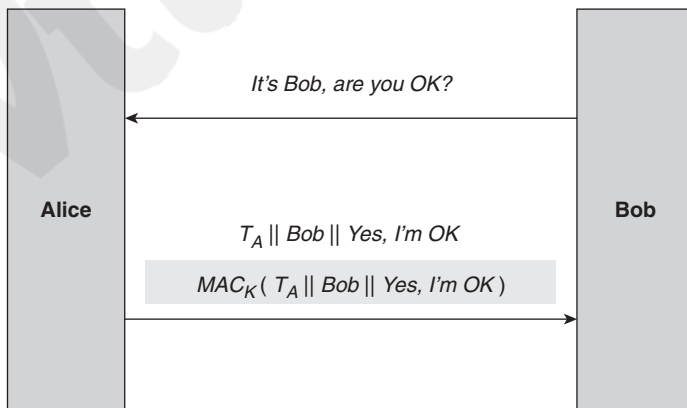 It's Bob, are you OK?
Alice
Bob
T_A || Bob || Yes, I'm OK
MAC_K ( T_A || Bob || Yes, I'm OK )